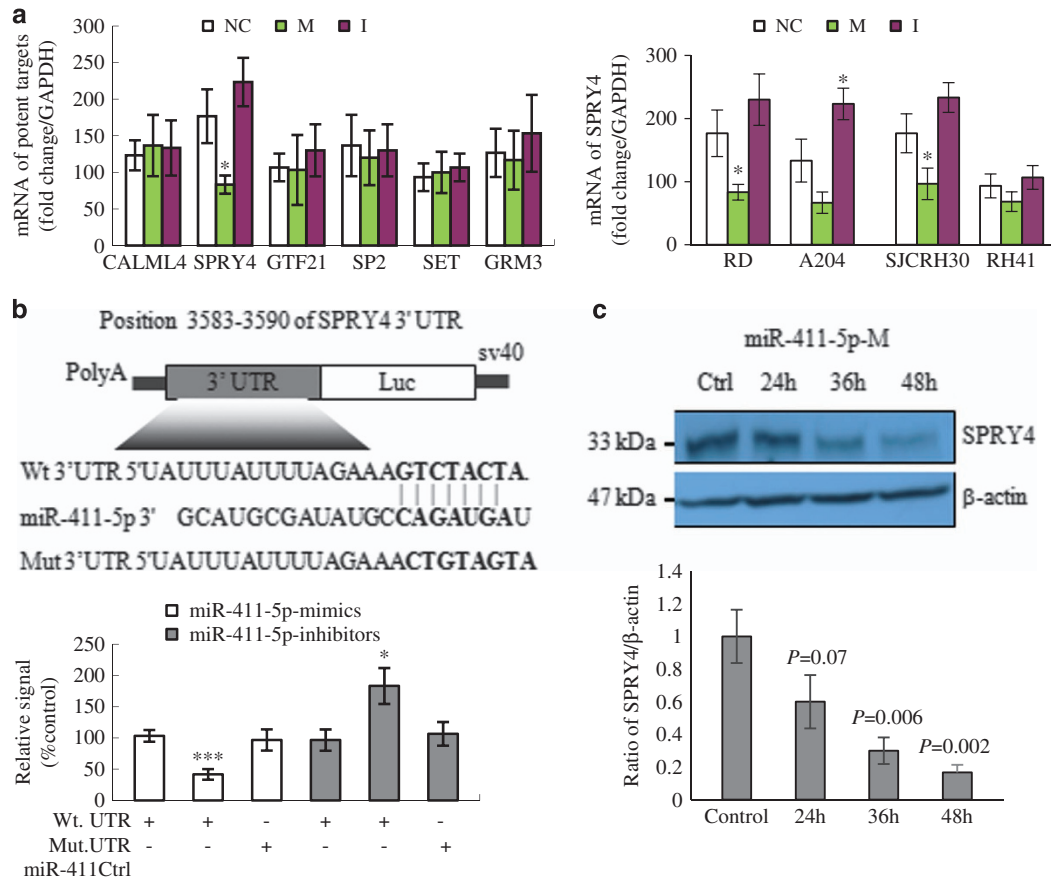 a
NC M I
mRNA of potent targets
(fold change/GAPDH)
300
250
200
150
100
50
0
*
CALML4 SPRY4 GTF21 SP2 SET GRM3
NC M I
mRNA of SPRY4
(fold change/GAPDH)
300
200
100
0
* * *
RD A204 SJCRH30 RH41
b
Position 3583-3590 of SPRY4 3' UTR
PolyA 3' UTR Luc sv40
Wt 3'UTR 5'UAUUUAUUUUAGAAAGTCTACTA.
miR-411-5p 3' GCAUGCGAUAUGCCAGAUGAU
Mut 3'UTR 5'UAUUUAUUUUAGAAACTGTAGTA
miR-411-5p-mimics
miR-411-5p-inhibitors
Relative signal
(%control)
250
200
150
100
50
0
*** *
Wt. UTR + + - + + -
Mut.UTR - - + - - +
miR-411Ctrl
c
miR-411-5p-M
Ctrl 24h 36h 48h
33 kDa SPRY4
47 kDa β-actin
Ratio of SPRY4/β-actin
1.4
1.2
1
0.8
0.6
0.4
0.2
0
P=0.07
P=0.006
P=0.002
Control 24h 36h 48h